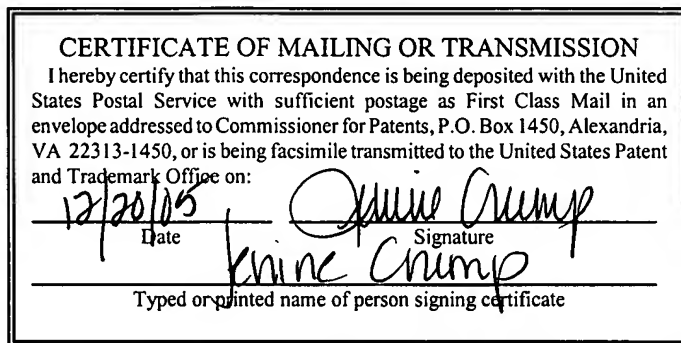 CERTIFICATE OF MAILING OR TRANSMISSION
I hereby certify that this correspondence is being deposited with the United
States Postal Service with sufficient postage as First Class Mail in an
envelope addressed to Commissioner for Patents, P.O. Box 1450, Alexandria,
VA 22313-1450, or is being facsimile transmitted to the United States Patent
and Trademark Office on:
12/20/05 Jenine Crump
Date Signature
Jenine Crump
Typed or printed name of person signing certificate